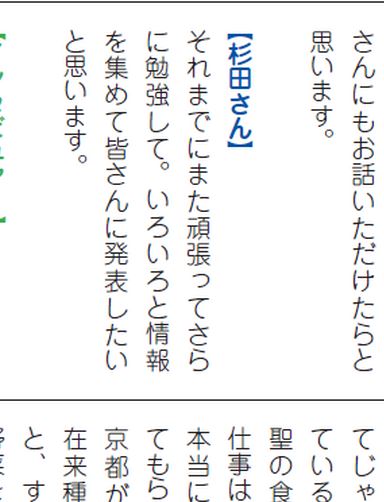 さんにもお話いただけたらと
思います。
【杉田さん】
それまでにまた頑張ってさら
に勉強して。いろいろと情報
を集めて皆さんに発表したい
と思います。
てじゃ
ている
聖の食
仕事は
本当に
てもら
京都が
在来種
と、す